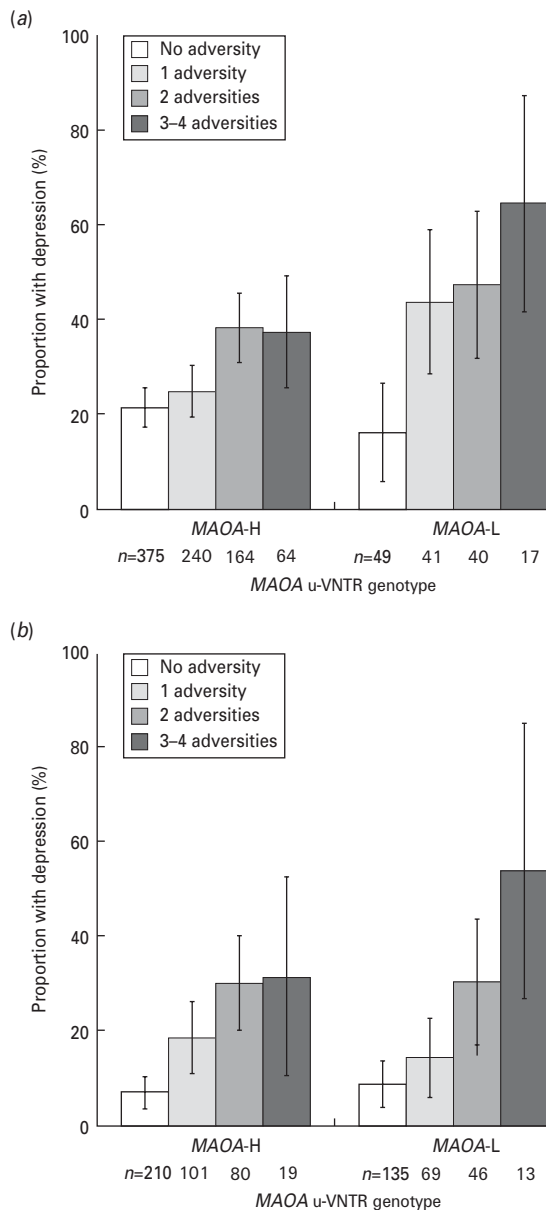 (a)
100
80
60
40
20
0
Proportion with depression (%)
No adversity
1 adversity
2 adversities
3–4 adversities
MAOA-H MAOA-L
n=375 240 164 64 n=49 41 40 17
MAOA u-VNTR genotype
(b)
100
80
60
40
20
0
Proportion with depression (%)
No adversity
1 adversity
2 adversities
3–4 adversities
MAOA-H MAOA-L
n=210 101 80 19 n=135 69 46 13
MAOA u-VNTR genotype